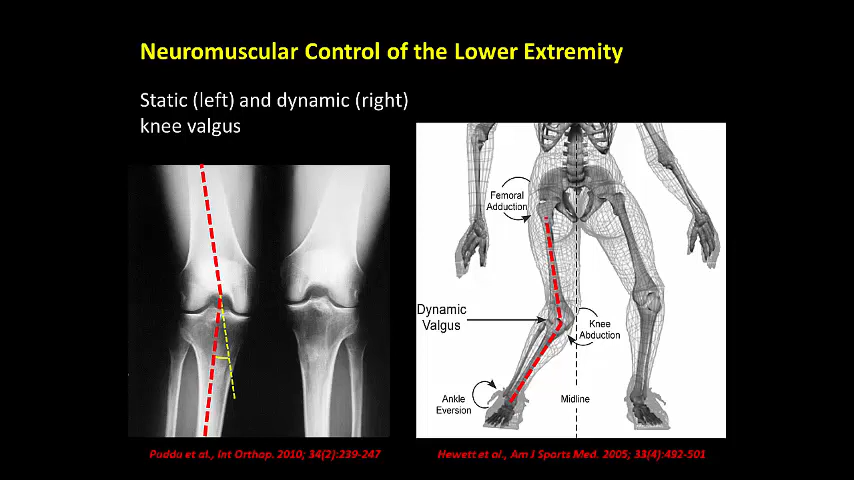 Neuromuscular Control of the Lower Extremity
Static (left) and dynamic (right)
knee valgus
Femoral
Adduction
Dynamic
Valgus
Knee
Abduction
Ankle
Eversion
Midline
Puddu et al., Int Orthop. 2010; 34(2):239-247
Hewett et al., Am J Sports Med. 2005; 33(4):492-501